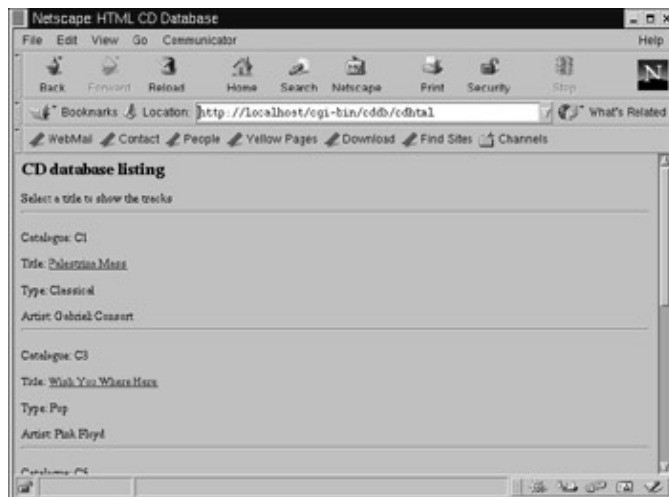 Netscape: HTML CD Database
File Edit View Go Communicator Help
Back Forward Reload Home Search Netscape Print Security Stop
N
Bookmarks Location: http://localhost/cgi-bin/cddb/cdhtml What's Related
WebMail Contact People Yellow Pages Download Find Sites Channels
CD database listing
Select a title to show the tracks
Catalogue: C1
Title: Palestrina Mass
Type: Classical
Artist: Gabrieli Consort
Catalogue: C3
Title: Wish You Where Here
Type: Pop
Artist: Pink Floyd
Catalogue: C5